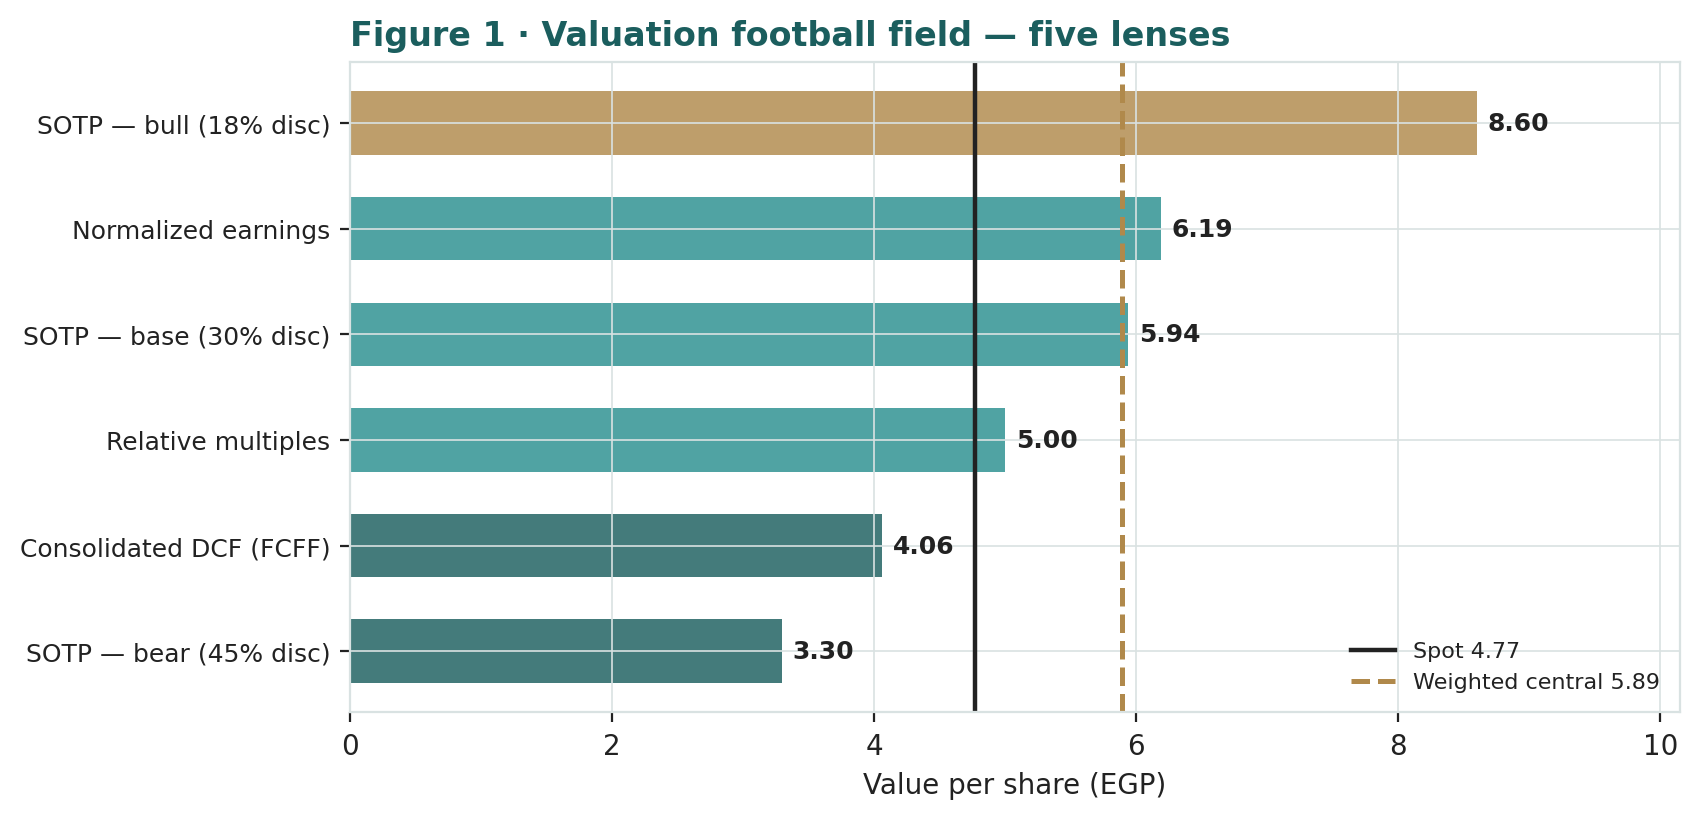 Figure 1 · Valuation football field — five lenses
SOTP — bull (18% disc)
8.60
Normalized earnings
6.19
SOTP — base (30% disc)
5.94
Relative multiples
5.00
Consolidated DCF (FCFF)
4.06
SOTP — bear (45% disc)
3.30
Spot 4.77
Weighted central 5.89
0 2 4 6 8 10
Value per share (EGP)